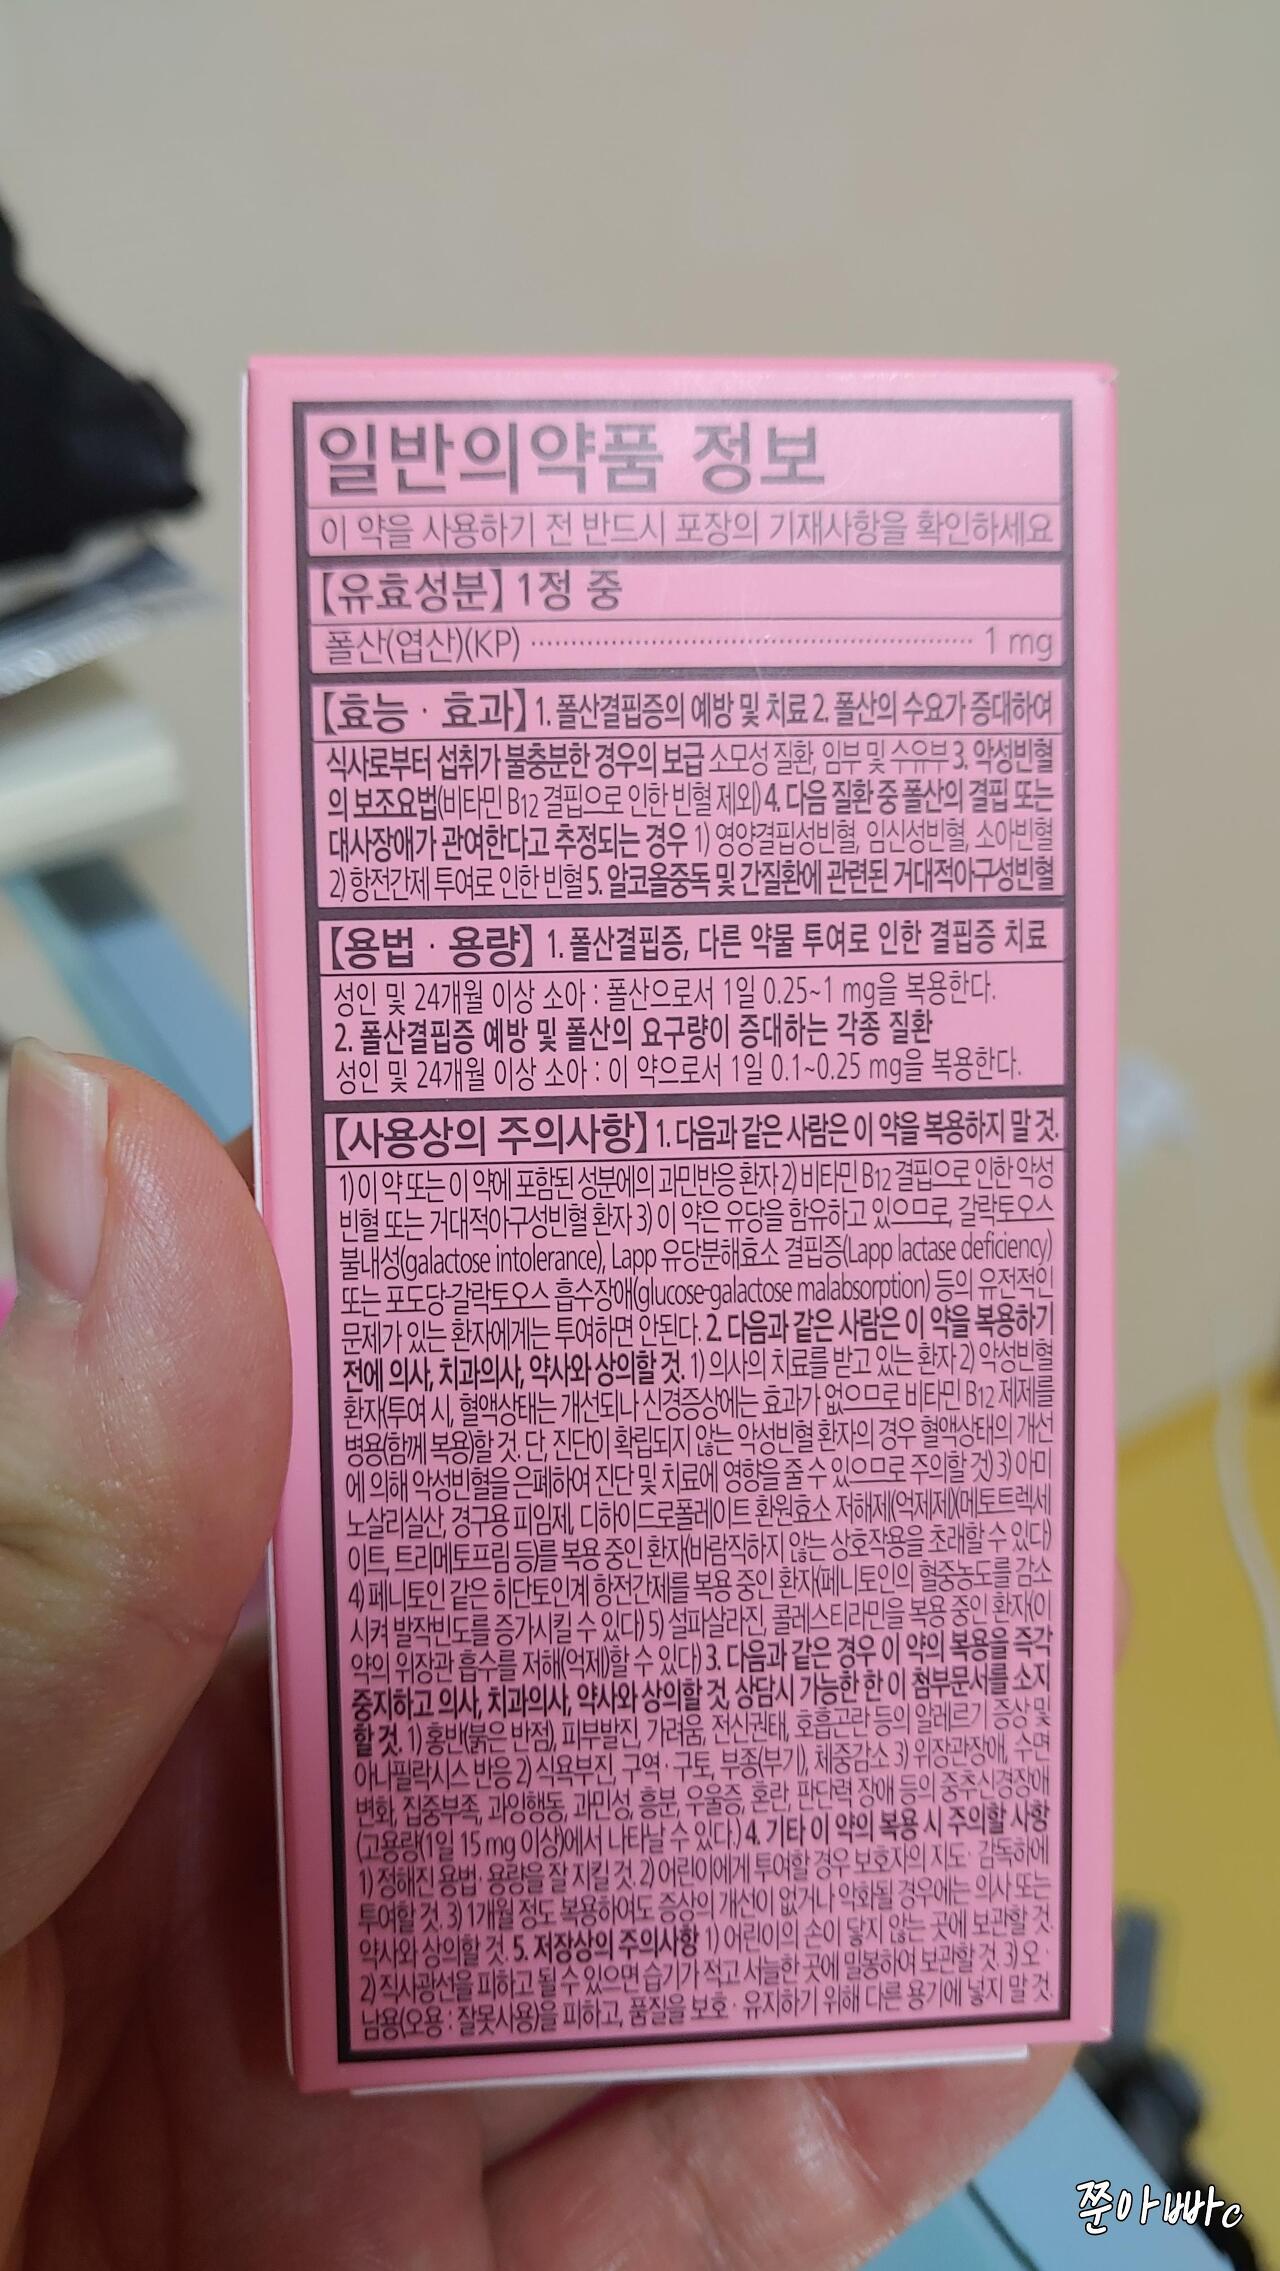 일반의약품 정보
이 약을 사용하기 전 반드시 포장의 기재사항을 확인하세요
【유효성분】 1정 중
폴산(엽산)(KP) ······························ 1 mg
【효능 · 효과】 1. 폴산결핍증의 예방 및 치료 2. 폴산의 수요가 증대하여
식사로부터 섭취가 불충분한 경우의 보급 소모성 질환, 임부 및 수유부 3. 악성빈혈
의 보조요법(비타민 B12 결핍으로 인한 빈혈 제외) 4. 다음 질환 중 폴산의 결핍 또는
대사장애가 관여한다고 추정되는 경우 1) 영양결핍성빈혈, 임신성빈혈, 소아빈혈
2) 항전간제 투여로 인한 빈혈 5. 알코올중독 및 간질환에 관련된 거대적아구성빈혈
【용법 · 용량】 1. 폴산결핍증, 다른 약물 투여로 인한 결핍증 치료
성인 및 24개월 이상 소아 : 폴산으로서 1일 0.25~1 mg을 복용한다.
2. 폴산결핍증 예방 및 폴산의 요구량이 증대하는 각종 질환
성인 및 24개월 이상 소아 : 이 약으로서 1일 0.1~0.25 mg을 복용한다.
【사용상의 주의사항】 1. 다음과 같은 사람은 이 약을 복용하지 말 것.
1) 이 약 또는 이 약에 포함된 성분에의 과민반응 환자 2) 비타민 B12 결핍으로 인한 악성
빈혈 또는 거대적아구성빈혈 환자 3) 이 약은 유당을 함유하고 있으므로, 갈락토오스
불내성(galactose intolerance), Lapp 유당분해효소 결핍증(Lapp lactase deficiency)
또는 포도당-갈락토오스 흡수장애(glucose-galactose malabsorption) 등의 유전적인
문제가 있는 환자에게는 투여하면 안된다. 2. 다음과 같은 사람은 이 약을 복용하기
전에 의사, 치과의사, 약사와 상의할 것. 1) 의사의 치료를 받고 있는 환자 2) 악성빈혈
환자(투여 시, 혈액상태는 개선되나 신경증상에는 효과가 없으므로 비타민 B12 제제를
병용(함께 복용)할 것. 단, 진단이 확립되지 않는 악성빈혈 환자의 경우 혈액상태의 개선
에 의해 악성빈혈을 은폐하여 진단 및 치료에 영향을 줄 수 있으므로 주의할 것) 3) 아미
노살리실산, 경구용 피임제, 디하이드로폴레이트 환원효소 저해제(억제제)(메토트렉세
이트, 트리메토프림 등)를 복용 중인 환자(바람직하지 않는 상호작용을 초래할 수 있다)
4) 페니토인 같은 히단토인계 항전간제를 복용 중인 환자(페니토인의 혈중농도를 감소
시켜 발작빈도를 증가시킬 수 있다) 5) 설파살라진, 콜레스티라민을 복용 중인 환자(이
약의 위장관 흡수를 저해(억제)할 수 있다) 3. 다음과 같은 경우 이 약의 복용을 즉각
중지하고 의사, 치과의사, 약사와 상의할 것. 상담시 가능한 한 이 첨부문서를 소지
할 것. 1) 홍반(붉은 반점), 피부발진, 가려움, 전신권태, 호흡곤란 등의 알레르기 증상 및
아나필락시스 반응 2) 식욕부진, 구역·구토, 부종(부기), 체중감소 3) 위장관장애, 수면
변화, 집중부족, 과잉행동, 과민성, 흥분, 우울증, 혼란, 판단력 장애 등의 중추신경장애
(고용량(1일 15 mg 이상)에서 나타날 수 있다.) 4. 기타 이 약의 복용 시 주의할 사항
1) 정해진 용법·용량을 잘 지킬 것. 2) 어린이에게 투여할 경우 보호자의 지도·감독하에
투여할 것. 3) 1개월 정도 복용하여도 증상의 개선이 없거나 악화될 경우에는 의사 또는
약사와 상의할 것. 5. 저장상의 주의사항 1) 어린이의 손이 닿지 않는 곳에 보관할 것.
2) 직사광선을 피하고 될 수 있으면 습기가 적고 서늘한 곳에 밀봉하여 보관할 것. 3) 오·
남용(오용 : 잘못사용)을 피하고, 품질을 보호·유지하기 위해 다른 용기에 넣지 말 것.
쭌아빠c